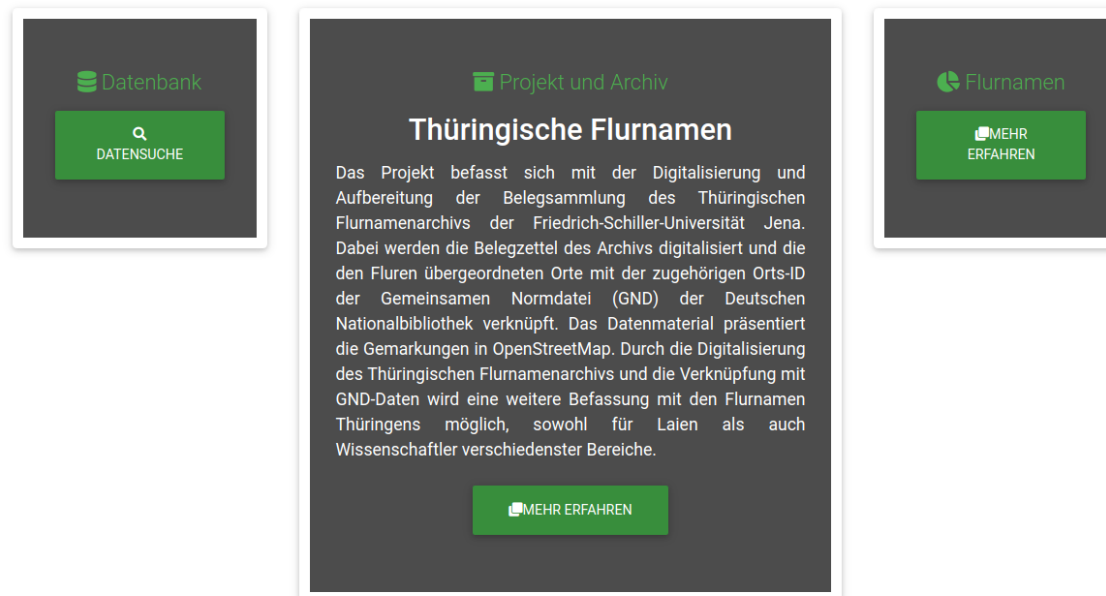 Datenbank
DATENSUCHE
Projekt und Archiv
Thüringische Flurnamen
Das Projekt befasst sich mit der Digitalisierung und
Aufbereitung der Belegsammlung des Thüringischen
Flurnamenarchivs der Friedrich-Schiller-Universität Jena.
Dabei werden die Belegzettel des Archivs digitalisiert und die
den Fluren übergeordneten Orte mit der zugehörigen Orts-ID
der Gemeinsamen Normdatei (GND) der Deutschen
Nationalbibliothek verknüpft. Das Datenmaterial präsentiert
die Gemarkungen in OpenStreetMap. Durch die Digitalisierung
des Thüringischen Flurnamenarchivs und die Verknüpfung mit
GND-Daten wird eine weitere Befassung mit den Flurnamen
Thüringens möglich, sowohl für Laien als auch
Wissenschaftler verschiedenster Bereiche.
MEHR ERFAHREN
Flurnamen
MEHR
ERFAHREN